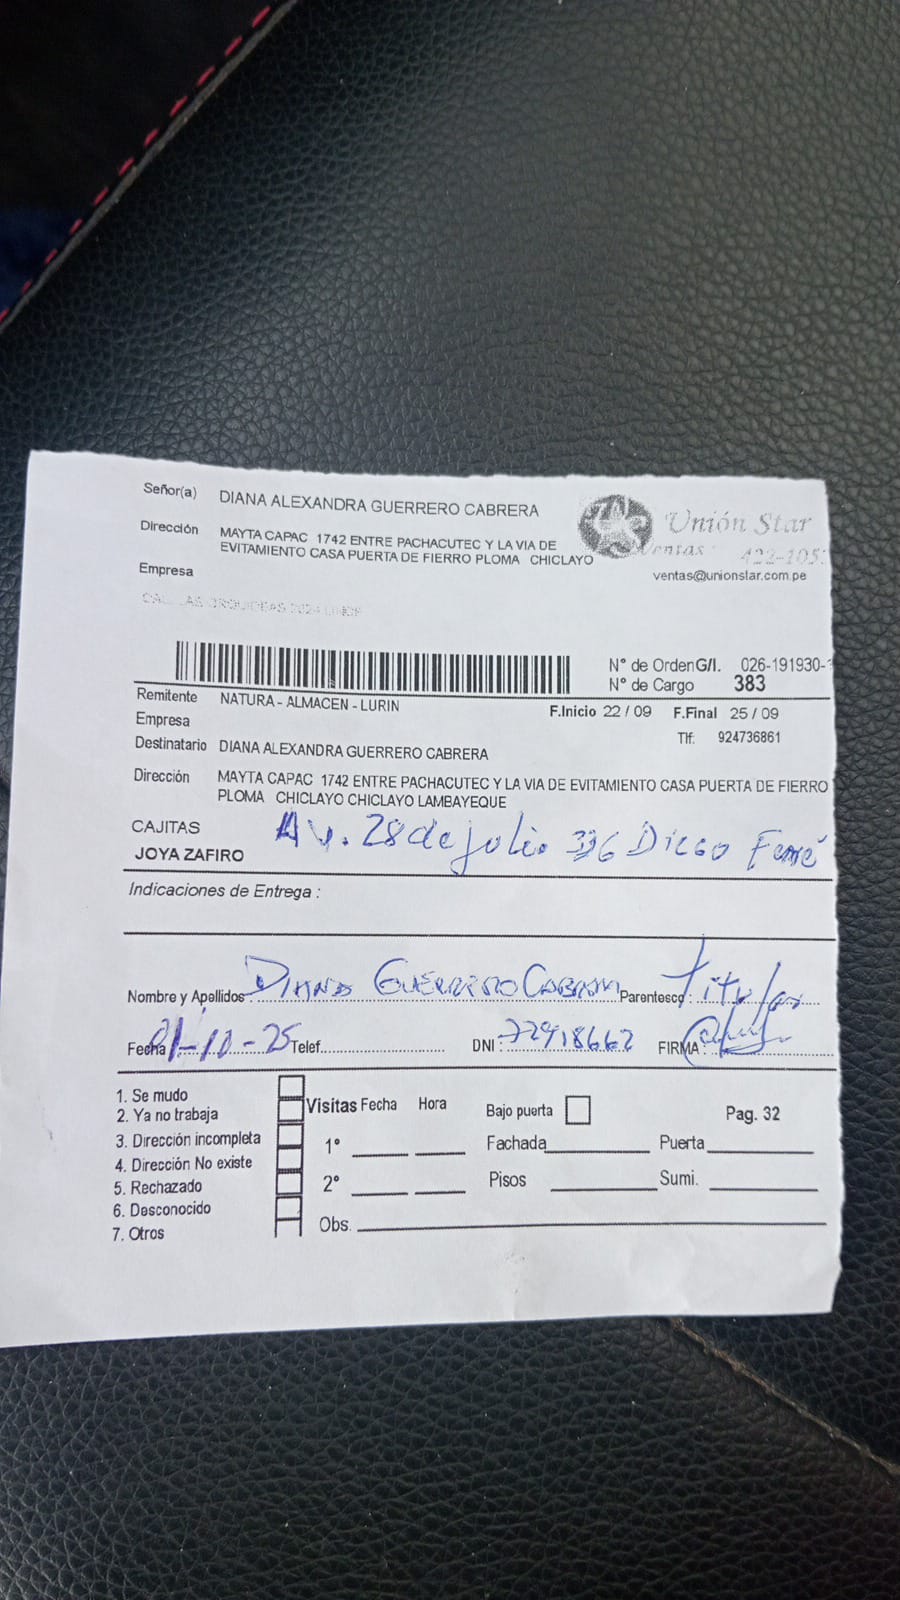 Señor(a) DIANA ALEXANDRA GUERRERO CABRERA
Unión Star
Dirección MAYTA CAPAC 1742 ENTRE PACHACUTEC Y LA VIA DE
EVITAMIENTO CASA PUERTA DE FIERRO PLOMA CHICLAYO
Ventas: 422-105
Empresa
ventas@unionstar.com.pe
N° de Orden G/I. 026-191930-
N° de Cargo 383
Remitente NATURA - ALMACEN - LURIN
F.Inicio 22 / 09 F.Final 25 / 09
Empresa
Tlf: 924736861
Destinatario DIANA ALEXANDRA GUERRERO CABRERA
Dirección MAYTA CAPAC 1742 ENTRE PACHACUTEC Y LA VIA DE EVITAMIENTO CASA PUERTA DE FIERRO
PLOMA CHICLAYO CHICLAYO LAMBAYEQUE
CAJITAS
Av. 28 de julio 336 Diego Ferré
JOYA ZAFIRO
Indicaciones de Entrega :
Nombre y Apellidos Diana Guerrero Cabrera Parentesco : Titular
Fecha 01-10-25 Telef. DNI : 72918662 FIRMA :
1. Se mudo
2. Ya no trabaja
3. Dirección incompleta
4. Dirección No existe
5. Rechazado
6. Desconocido
7. Otros
Visitas Fecha Hora
1°
2°
Obs.
Bajo puerta Pag. 32
Fachada Puerta
Pisos Sumi.